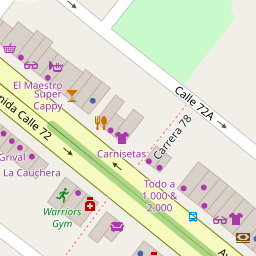 Calle 72A
El Maestro
Super
Cappy
nida Calle 72
Carnisetas
Carrera 78
Grival
La Cauchera
Todo a
1.000 &
2.000
Warriors
Gym
Av